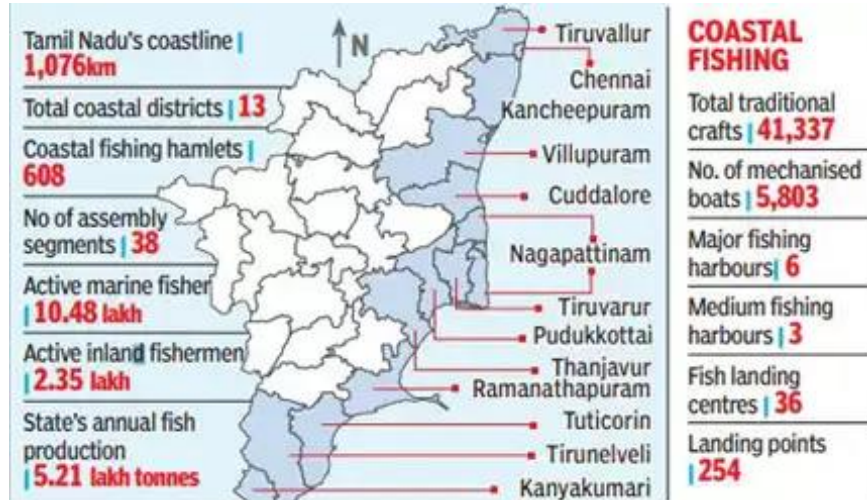 Tamil Nadu's coastline |
1,076km
Total coastal districts | 13
Coastal fishing hamlets |
608
No of assembly
segments | 38
Active marine fisher
| 10.48 lakh
Active inland fishermen
| 2.35 lakh
State's annual fish
production
| 5.21 lakh tonnes
N
Tiruvallur
Chennai
Kancheepuram
Villupuram
Cuddalore
Nagapattinam
Tiruvarur
Pudukkottai
Thanjavur
Ramanathapuram
Tuticorin
Tirunelveli
Kanyakumari
COASTAL
FISHING
Total traditional
crafts | 41,337
No. of mechanised
boats | 5,803
Major fishing
harbours | 6
Medium fishing
harbours | 3
Fish landing
centres | 36
Landing points
| 254